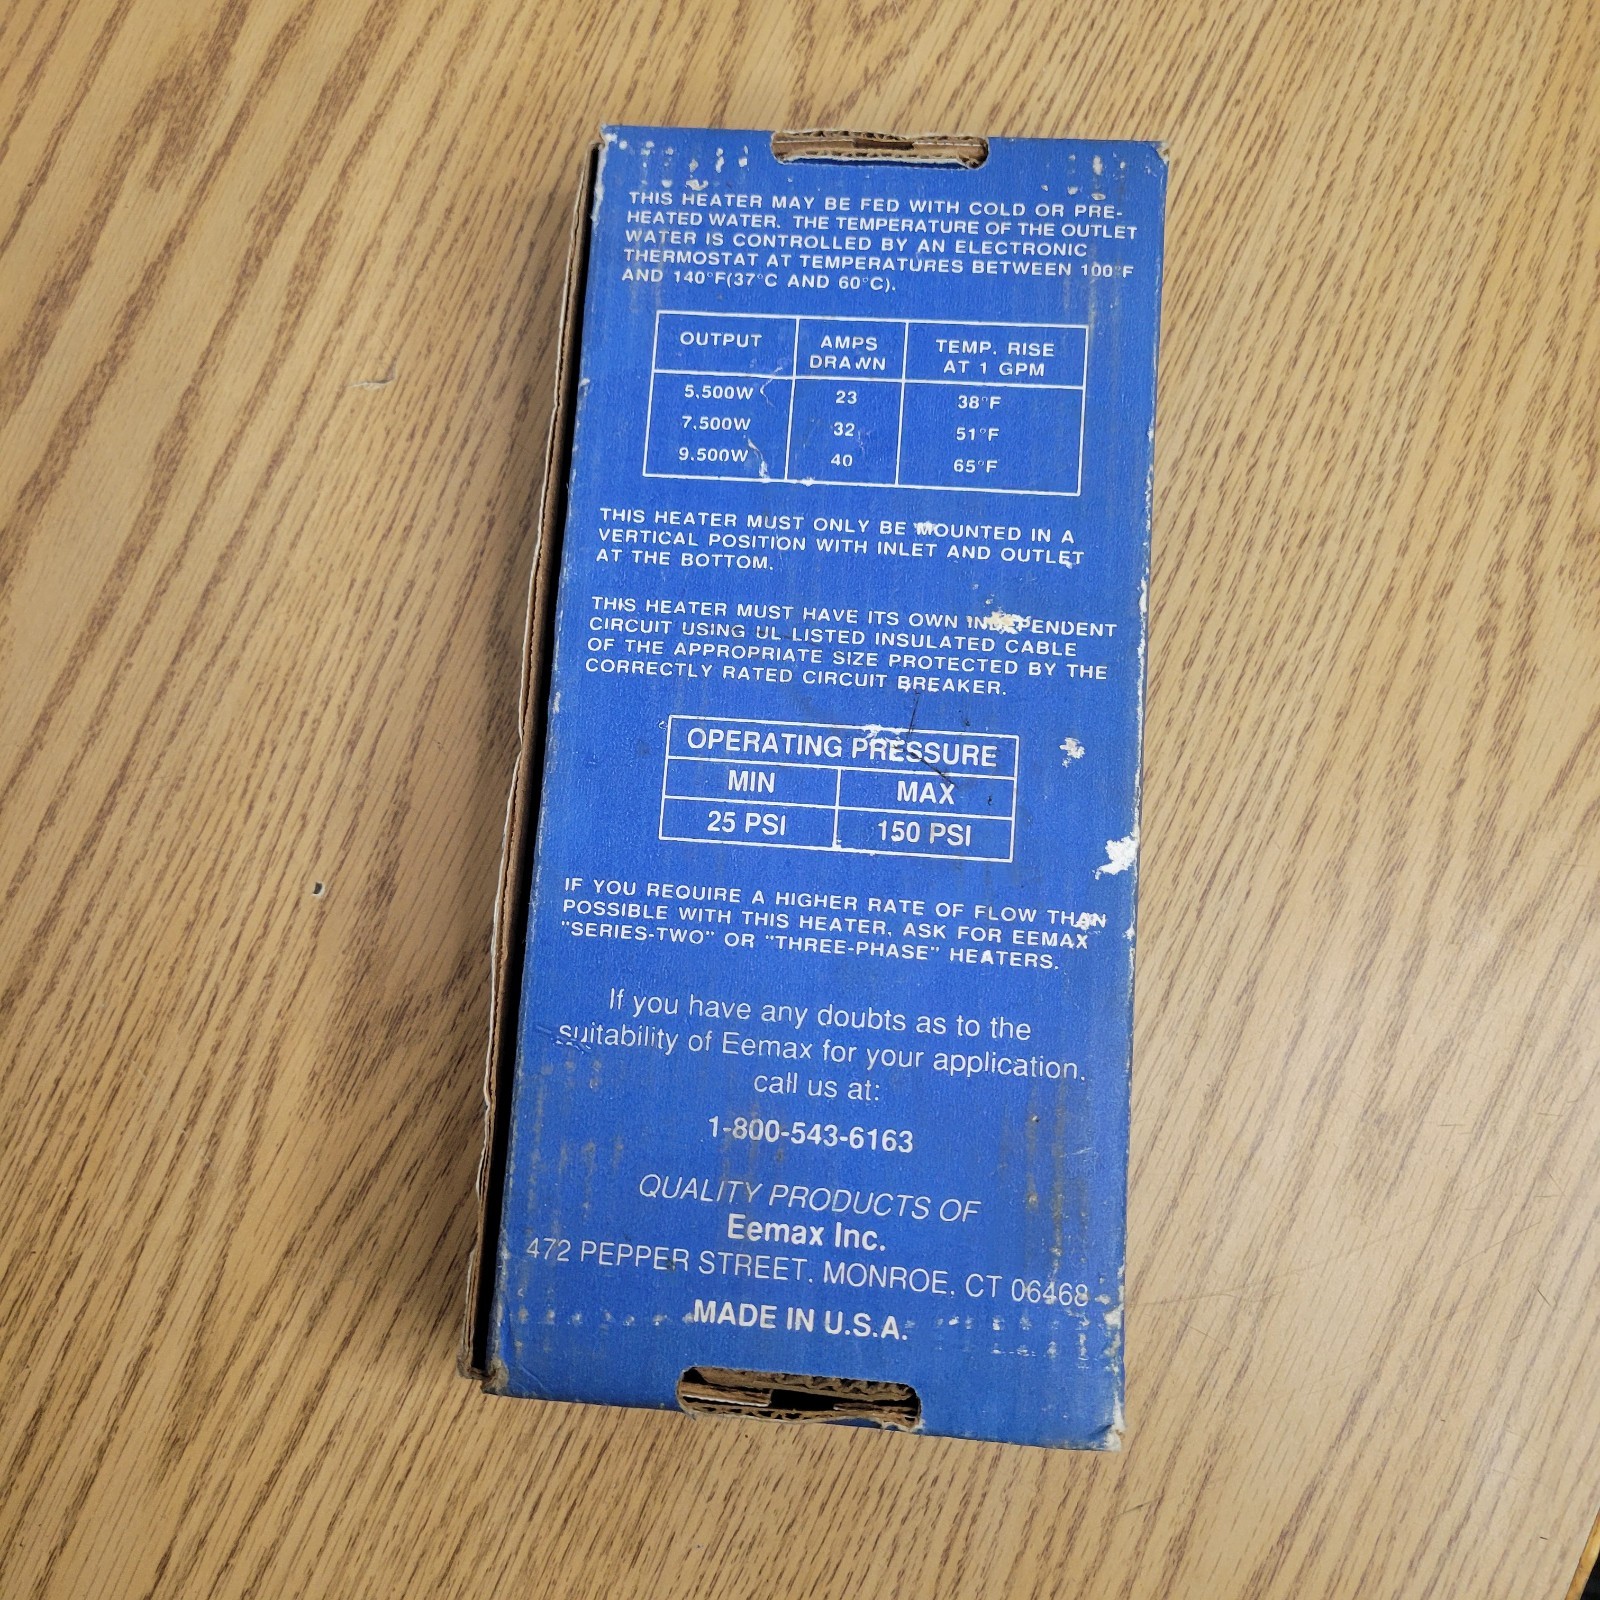 THIS HEATER MAY BE FED WITH COLD OR PRE-
HEATED WATER. THE TEMPERATURE OF THE OUTLET
WATER IS CONTROLLED BY AN ELECTRONIC
THERMOSTAT AT TEMPERATURES BETWEEN 100°F
AND 140°F(37°C AND 60°C).
OUTPUT AMPS DRAWN TEMP. RISE AT 1 GPM
5,500W 23 38°F
7,500W 32 51°F
9,500W 40 65°F
THIS HEATER MUST ONLY BE MOUNTED IN A
VERTICAL POSITION WITH INLET AND OUTLET
AT THE BOTTOM.
THIS HEATER MUST HAVE ITS OWN INDEPENDENT
CIRCUIT USING UL LISTED INSULATED CABLE
OF THE APPROPRIATE SIZE PROTECTED BY THE
CORRECTLY RATED CIRCUIT BREAKER.
OPERATING PRESSURE
MIN MAX
25 PSI 150 PSI
IF YOU REQUIRE A HIGHER RATE OF FLOW THAN
POSSIBLE WITH THIS HEATER, ASK FOR EEMAX
"SERIES-TWO" OR "THREE-PHASE" HEATERS.
If you have any doubts as to the
suitability of Eemax for your application,
call us at:
1-800-543-6163
QUALITY PRODUCTS OF
Eemax Inc.
472 PEPPER STREET, MONROE, CT 06468
MADE IN U.S.A.